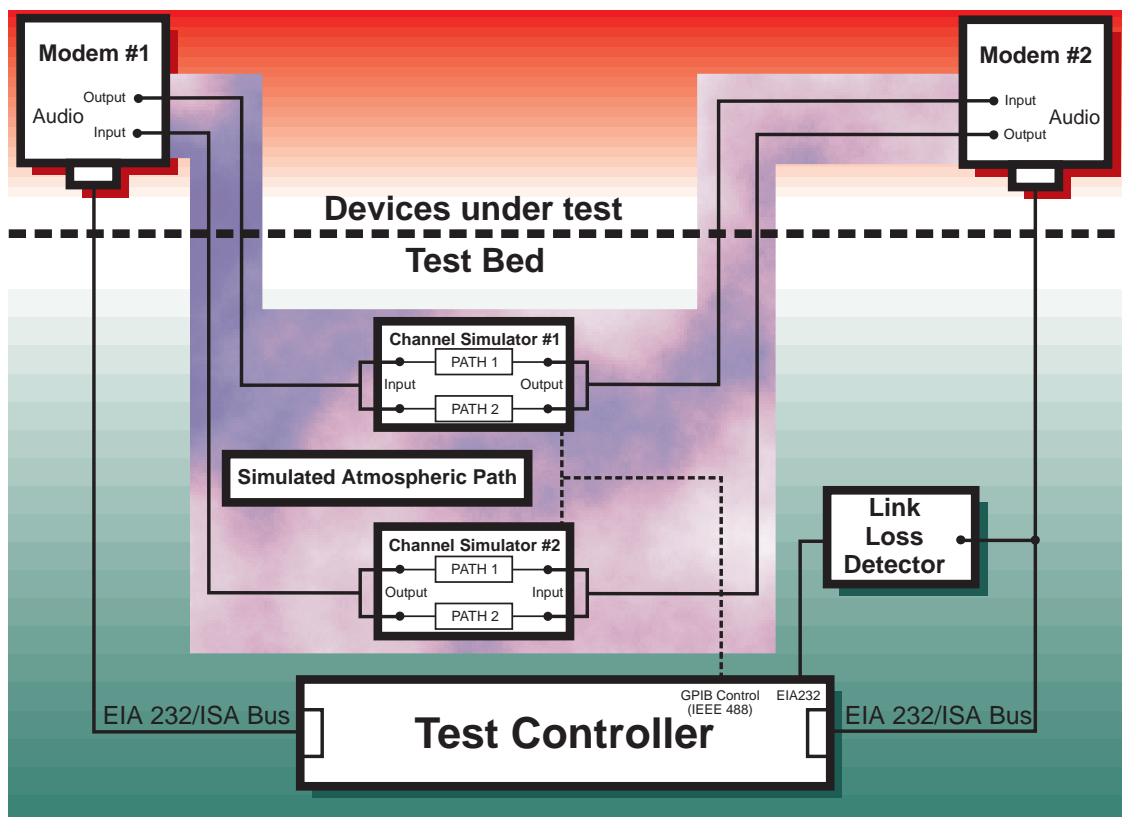 Modem #1
Output
Audio
Input
Modem #2
Input
Audio
Output
Devices under test
Test Bed
Channel Simulator #1
PATH 1
Input
Output
PATH 2
Simulated Atmospheric Path
Link
Loss
Detector
Channel Simulator #2
PATH 1
Output
Input
PATH 2
GPIB Control
(IEEE 488)
EIA232
EIA 232/ISA Bus
Test Controller
EIA 232/ISA Bus